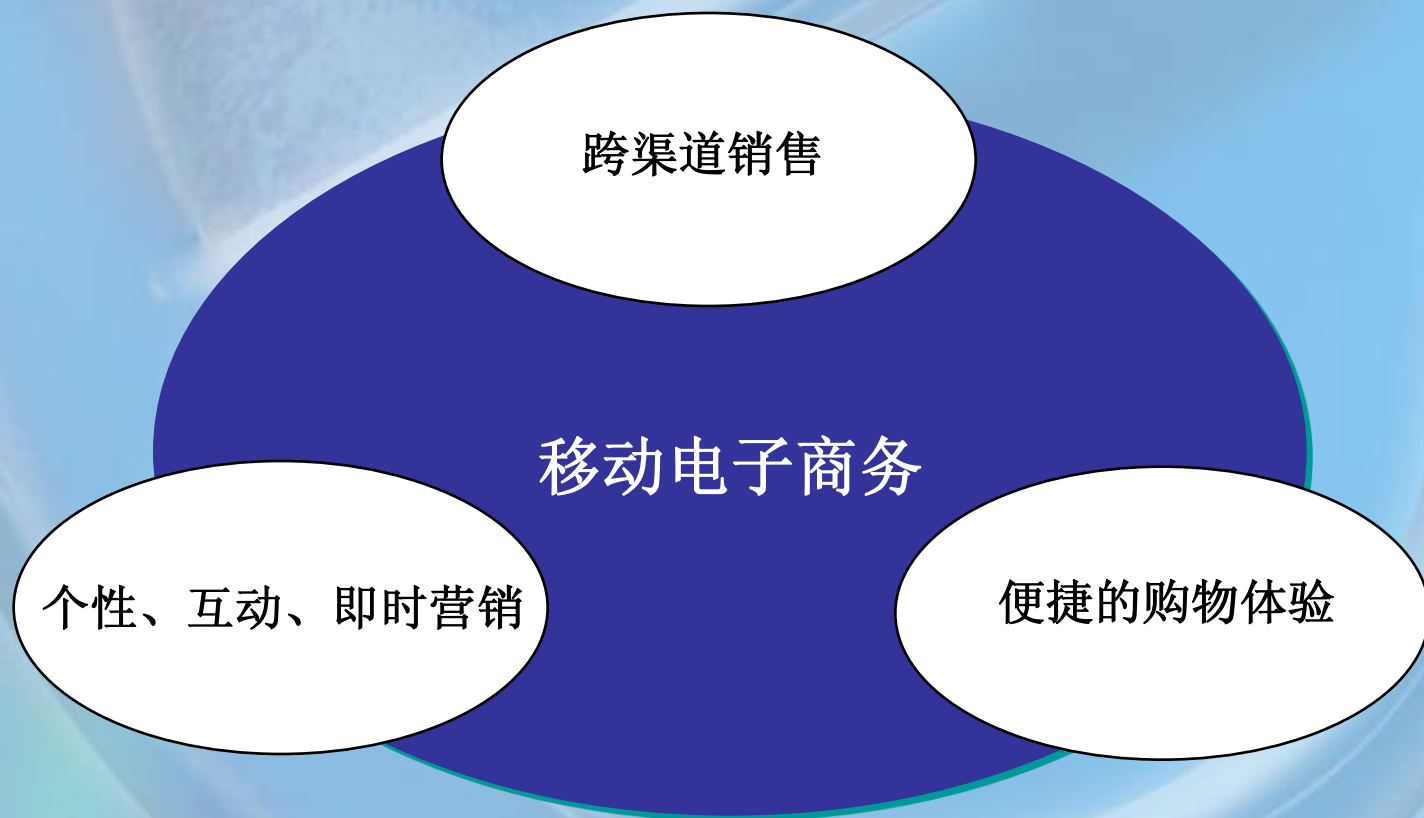 跨渠道销售
移动电子商务
个性、互动、即时营销
便捷的购物体验